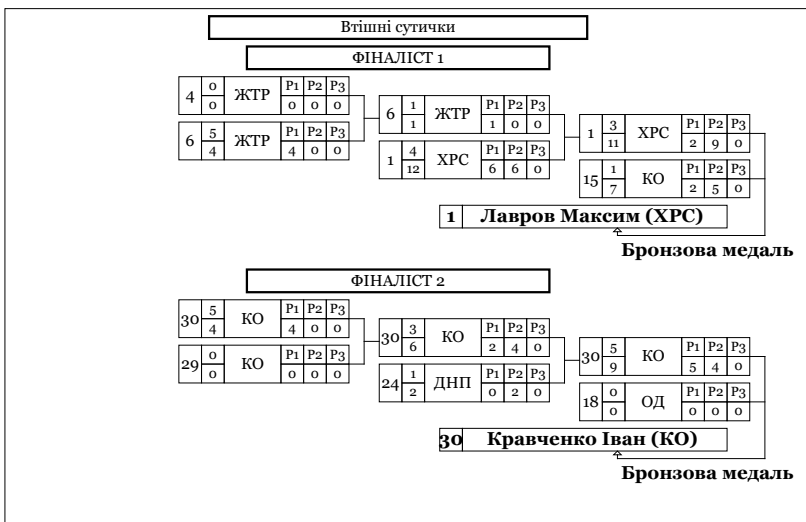 Втішні сутички
ФІНАЛІСТ 1
4 0 0 ЖТР P1 P2 P3 0 0 0
6 5 4 ЖТР P1 P2 P3 4 0 0
6 1 1 ЖТР P1 P2 P3 1 0 0
1 4 12 ХРС P1 P2 P3 6 6 0
1 3 11 ХРС P1 P2 P3 2 9 0
15 1 7 КО P1 P2 P3 2 5 0
1 Лавров Максим (ХРС)
Бронзова медаль
ФІНАЛІСТ 2
30 5 4 КО P1 P2 P3 4 0 0
29 0 0 КО P1 P2 P3 0 0 0
30 3 6 КО P1 P2 P3 2 4 0
24 1 2 ДНП P1 P2 P3 0 2 0
30 5 9 КО P1 P2 P3 5 4 0
18 0 0 ОД P1 P2 P3 0 0 0
30 Кравченко Іван (КО)
Бронзова медаль